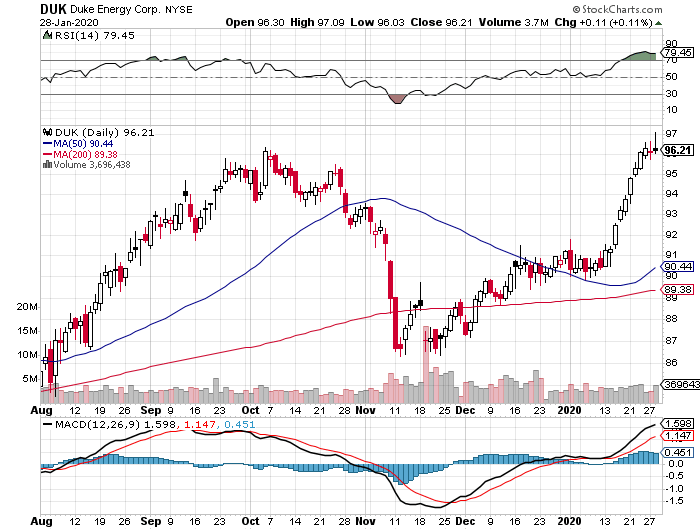 DUK Duke Energy Corp. NYSE
© StockCharts.com
28-Jan-2020
Open 96.30 High 97.09 Low 96.03 Close 96.21 Volume 3.7M Chg +0.11 (+0.11%)
RSI(14) 79.45
90
79.45
70
50
30
10
DUK (Daily) 96.21
MA(50) 90.44
MA(200) 89.38
Volume 3,696,438
97
96.21
95
94
93
92
91
90.44
90
89.38
89
88
87
86
20M
15M
10M
5M
369643
Aug 12 19 26 Sep 9 16 23 Oct 7 14 21 28 Nov 11 18 25 Dec 9 16 23 2020 13 21 27
MACD(12,26,9) 1.598, 1.147, 0.451
1.598
1.147
0.451
0.0
-0.5
-1.0
-1.5
Aug 12 19 26 Sep 9 16 23 Oct 7 14 21 28 Nov 11 18 25 Dec 9 16 23 2020 13 21 27